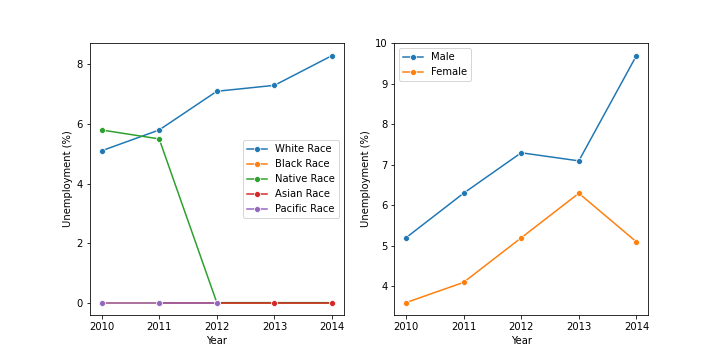 8
6
4
2
0
Unemployment (%)
White Race
Black Race
Native Race
Asian Race
Pacific Race
2010 2011 2012 2013 2014
Year
10
9
8
7
6
5
4
Unemployment (%)
Male
Female
2010 2011 2012 2013 2014
Year